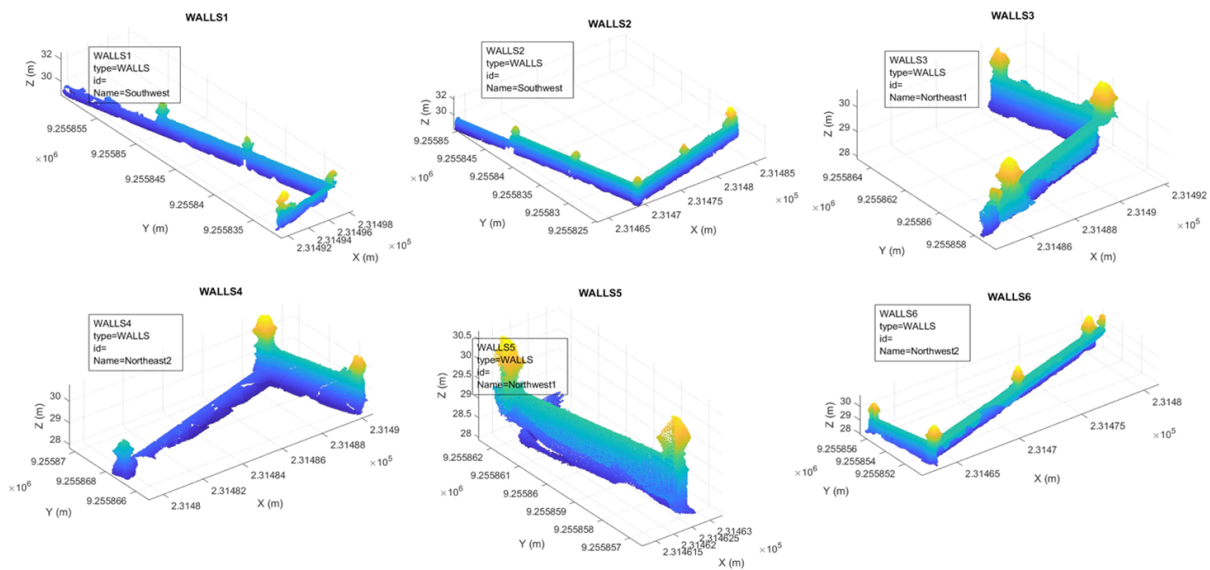 WALLS1
WALLS1
type=WALLS
id=
Name=Southwest
32
30
Z (m)
9.255855
9.25585
9.255845
9.25584
9.255835
×10⁶
Y (m)
2.31492
2.31494
2.31496
2.31498
×10⁵
X (m)
WALLS2
WALLS2
type=WALLS
id=
Name=Southwest
32
30
Z (m)
9.25585
9.255845
9.25584
9.255835
9.25583
9.255825
×10⁶
Y (m)
2.31465
2.3147
2.31475
2.3148
2.31485
×10⁵
X (m)
WALLS3
WALLS3
type=WALLS
id=
Name=Northeast1
30
29
28
Z (m)
9.255864
9.255862
9.25586
9.255858
×10⁶
Y (m)
2.31486
2.31488
2.3149
2.31492
×10⁵
X (m)
WALLS4
WALLS4
type=WALLS
id=
Name=Northeast2
30
29
28
Z (m)
9.25587
9.255868
9.255866
×10⁶
Y (m)
2.3148
2.31482
2.31484
2.31486
2.31488
2.3149
×10⁵
X (m)
WALLS5
WALLS5
type=WALLS
id=
Name=Northwest1
30.5
30
29.5
29
28.5
28
Z (m)
9.255862
9.255861
9.25586
9.255859
9.255858
9.255857
×10⁶
Y (m)
2.314615
2.31462
2.314625
2.31463
×10⁵
X (m)
WALLS6
WALLS6
type=WALLS
id=
Name=Northwest2
30
29
28
Z (m)
9.255856
9.255854
9.255852
×10⁶
Y (m)
2.31465
2.3147
2.31475
2.3148
×10⁵
X (m)